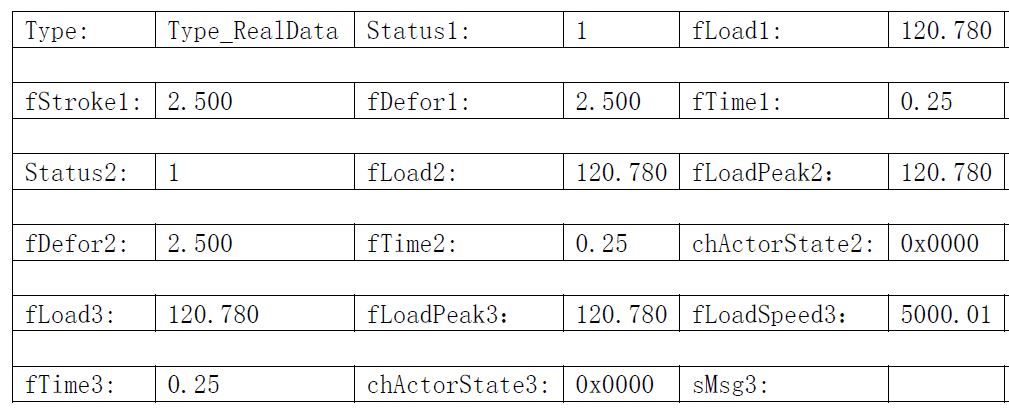 Type: Type_RealData Status1: 1 fLoad1: 120.780
fStroke1: 2.500 fDefor1: 2.500 fTime1: 0.25
Status2: 1 fLoad2: 120.780 fLoadPeak2： 120.780
fDefor2: 2.500 fTime2: 0.25 chActorState2: 0x0000
fLoad3: 120.780 fLoadPeak3： 120.780 fLoadSpeed3： 5000.01
fTime3: 0.25 chActorState3: 0x0000 sMsg3: